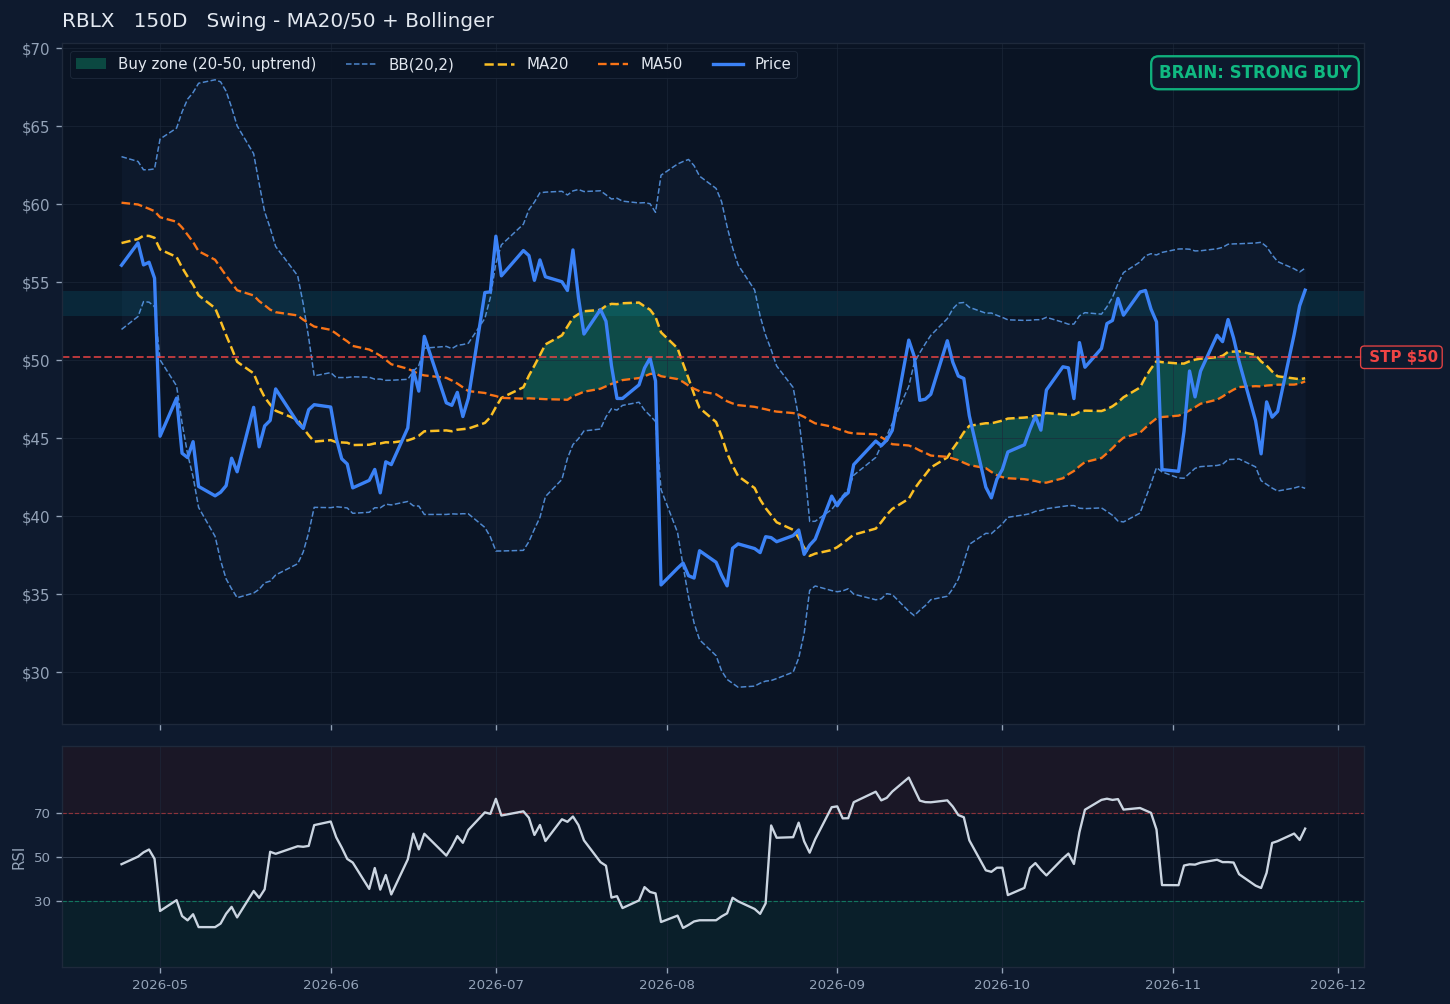 RBLX   150D   Swing - MA20/50 + Bollinger
Buy zone (20-50, uptrend)   BB(20,2)   MA20   MA50   Price
BRAIN: STRONG BUY
$70
$65
$60
$55
$50
$45
$40
$35
$30
STP $50
RSI
70
50
30
2026-05   2026-06   2026-07   2026-08   2026-09   2026-10   2026-11   2026-12